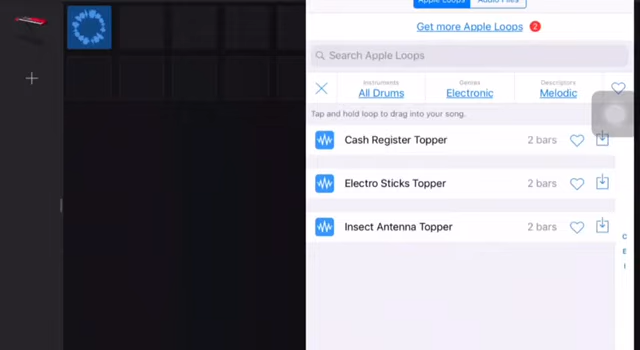 Apple Loops Audio Files
Get more Apple Loops 2
Search Apple Loops
Instruments Genres Descriptors
All Drums Electronic Melodic
Tap and hold loop to drag into your song.
Cash Register Topper 2 bars
Electro Sticks Topper 2 bars
Insect Antenna Topper 2 bars
C
E
I